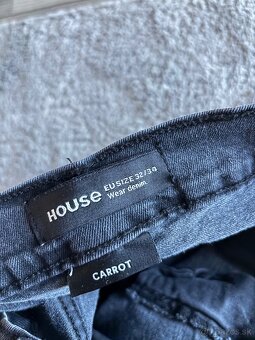 HOUSE
EU SIZE 32/34
Wear denim.
CARROT